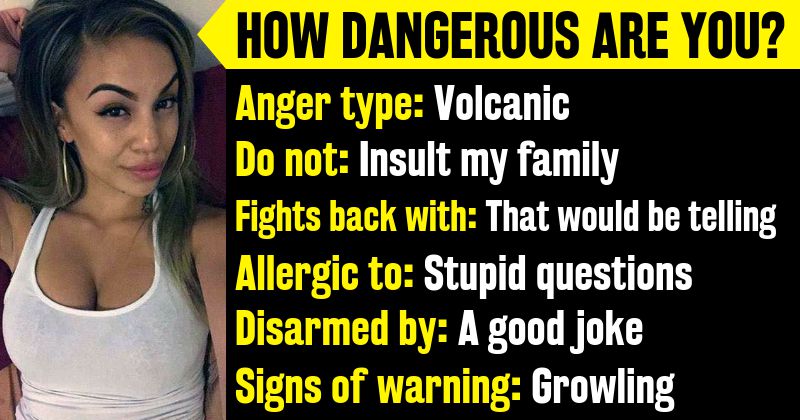 HOW DANGEROUS ARE YOU?
Anger type: Volcanic
Do not: Insult my family
Fights back with: That would be telling
Allergic to: Stupid questions
Disarmed by: A good joke
Signs of warning: Growling